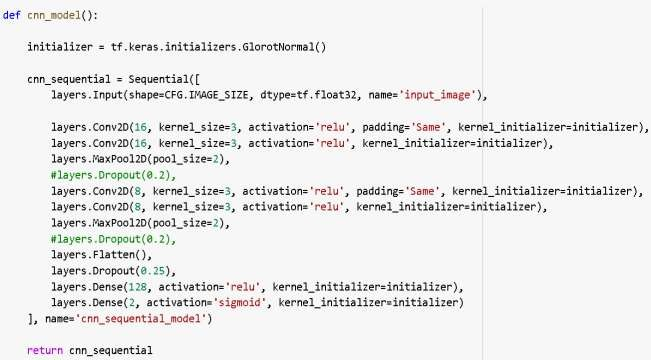 def cnn_model():
initializer = tf.keras.initializers.GlorotNormal()
cnn_sequential = Sequential([
layers.Input(shape=CFG.IMAGE_SIZE, dtype=tf.float32, name='input_image'),
layers.Conv2D(16, kernel_size=3, activation='relu', padding='Same', kernel_initializer=initializer),
layers.Conv2D(16, kernel_size=3, activation='relu', kernel_initializer=initializer),
layers.MaxPool2D(pool_size=2),
#layers.Dropout(0.2),
layers.Conv2D(8, kernel_size=3, activation='relu', padding='Same', kernel_initializer=initializer),
layers.Conv2D(8, kernel_size=3, activation='relu', kernel_initializer=initializer),
layers.MaxPool2D(pool_size=2),
#layers.Dropout(0.2),
layers.Flatten(),
layers.Dropout(0.25),
layers.Dense(128, activation='relu', kernel_initializer=initializer),
layers.Dense(2, activation='sigmoid', kernel_initializer=initializer)
], name='cnn_sequential_model')
return cnn_sequential